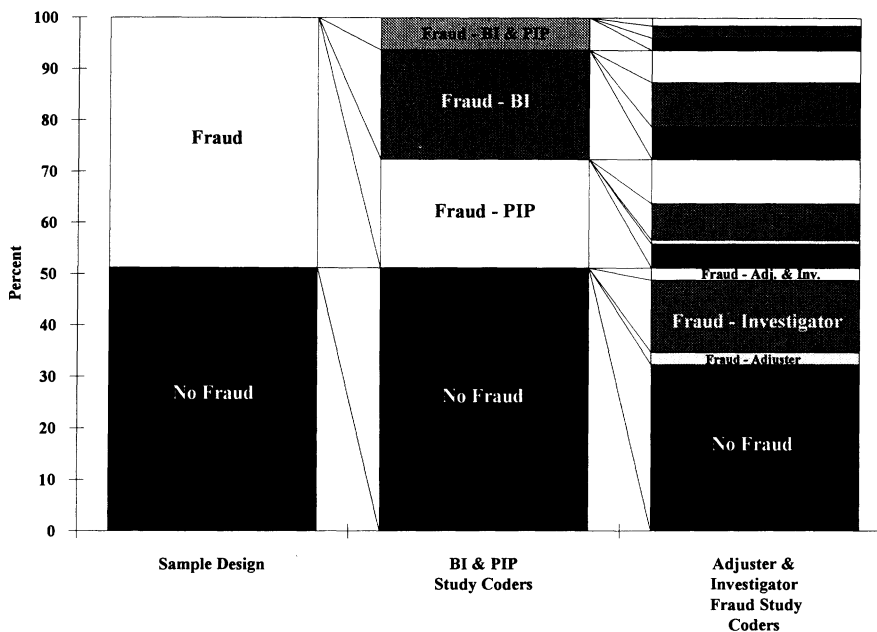 100
90
80
70
60
50
40
30
20
10
0
Percent
Fraud
No Fraud
Fraud - BI & PIP
Fraud - BI
Fraud - PIP
No Fraud
Fraud - Adj. & Inv.
Fraud - Investigator
Fraud - Adjuster
No Fraud
Sample Design
BI & PIP
Study Coders
Adjuster &
Investigator
Fraud Study
Coders